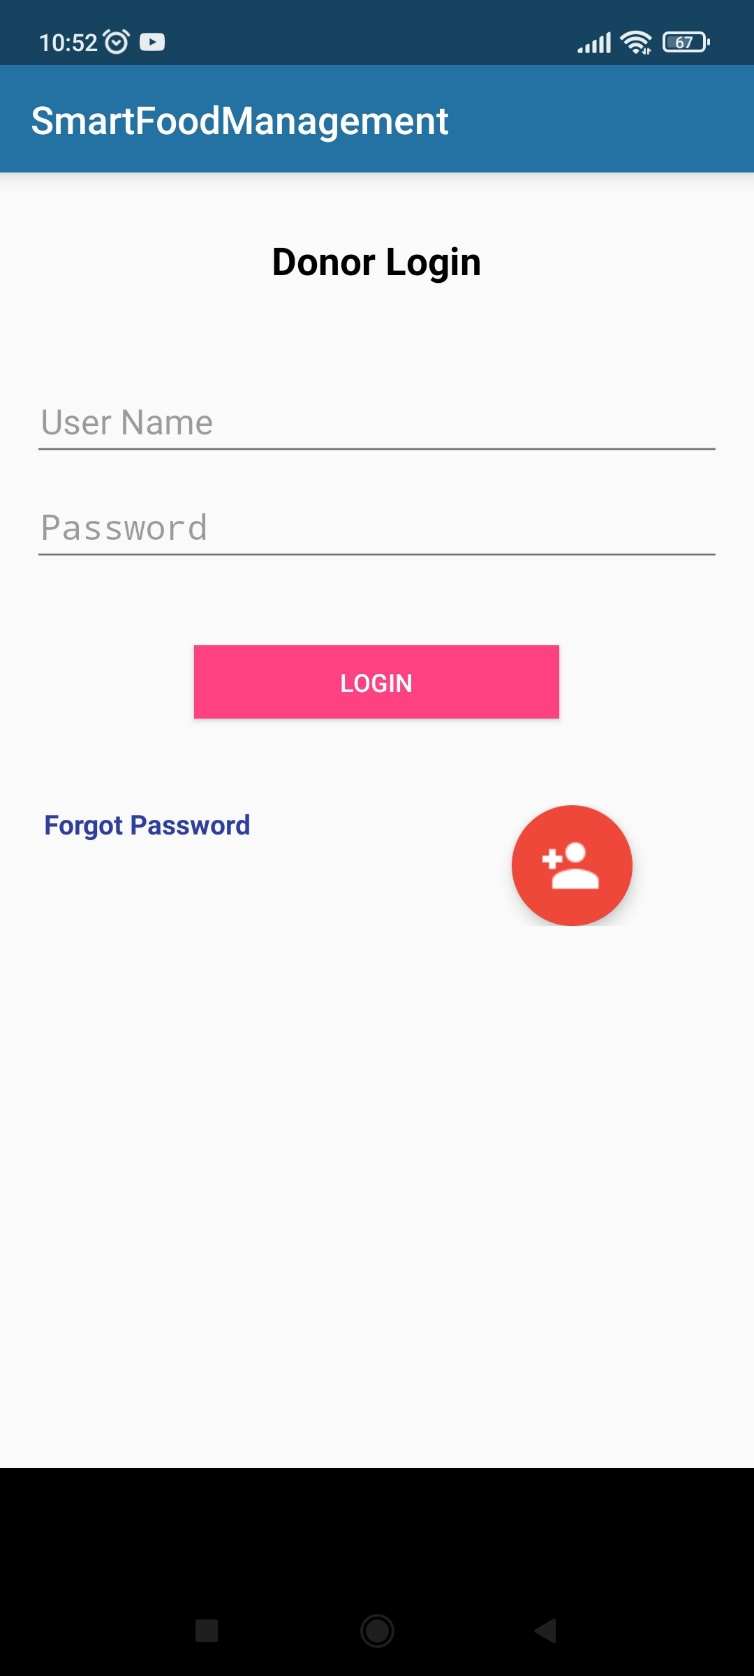 10:52 67
SmartFoodManagement
Donor Login
User Name
Password
LOGIN
Forgot Password